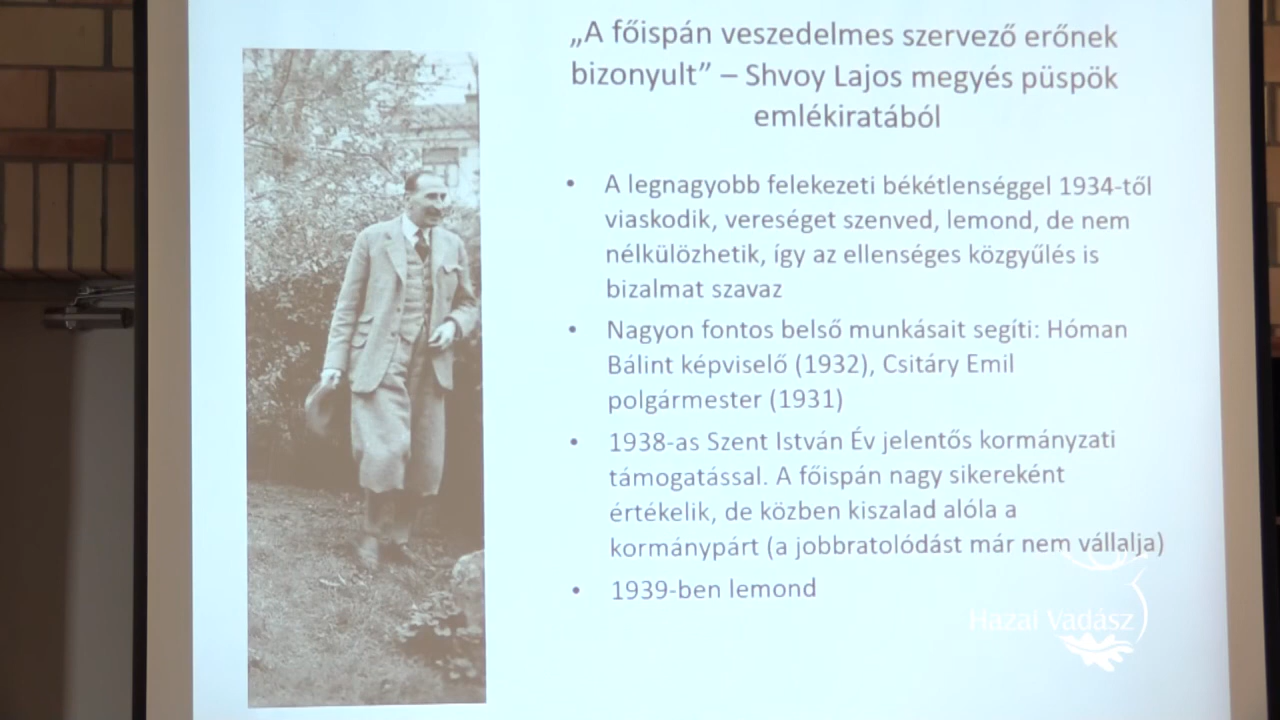 „A főispán veszedelmes szervező erőnek
bizonyult” – Shvoy Lajos megyés püspök
emlékiratából
• A legnagyobb felekezeti békétlenséggel 1934-től
viaskodik, vereséget szenved, lemond, de nem
nélkülözhetik, így az ellenséges közgyűlés is
bizalmat szavaz
• Nagyon fontos belső munkásait segíti: Hóman
Bálint képviselő (1932), Csitáry Emil
polgármester (1931)
• 1938-as Szent István Év jelentős kormányzati
támogatással. A főispán nagy sikereként
értékelik, de közben kiszalad alóla a
kormánypárt (a jobbratolódást már nem vállalja)
• 1939-ben lemond
Hazai Vadász